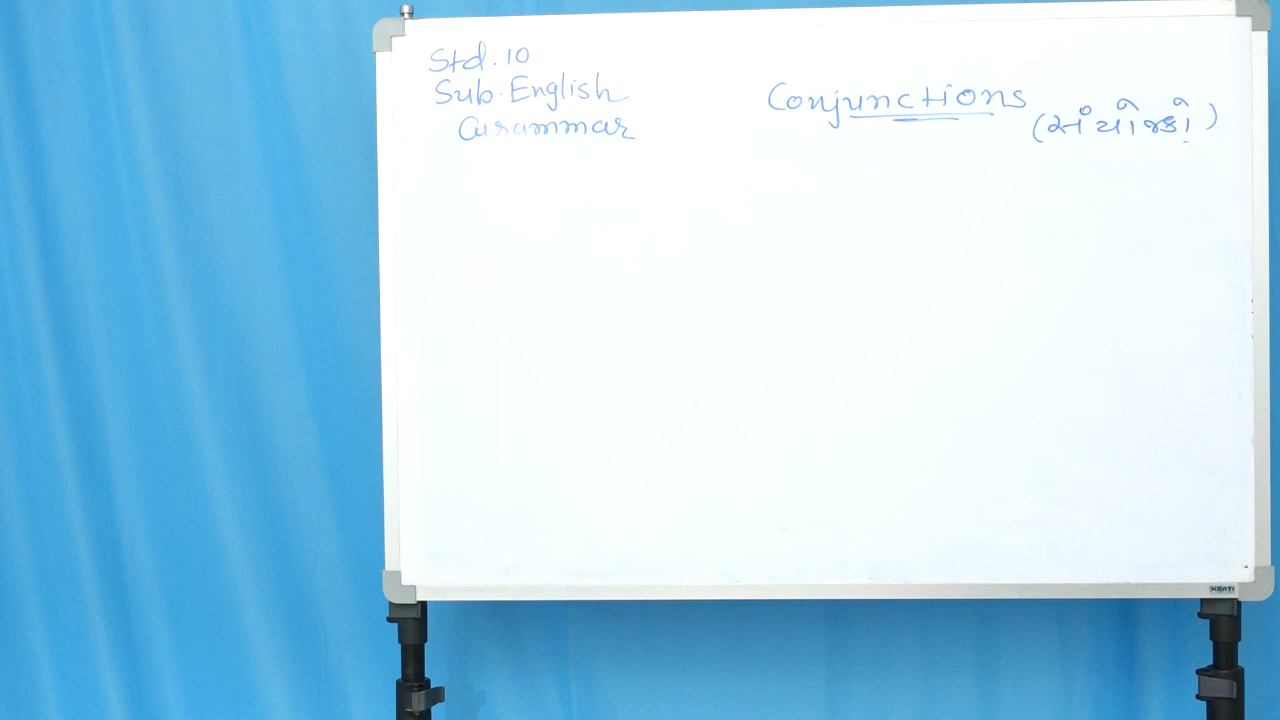 Std. 10
Sub. English
Grammar
Conjunctions
(સંયોજકો)